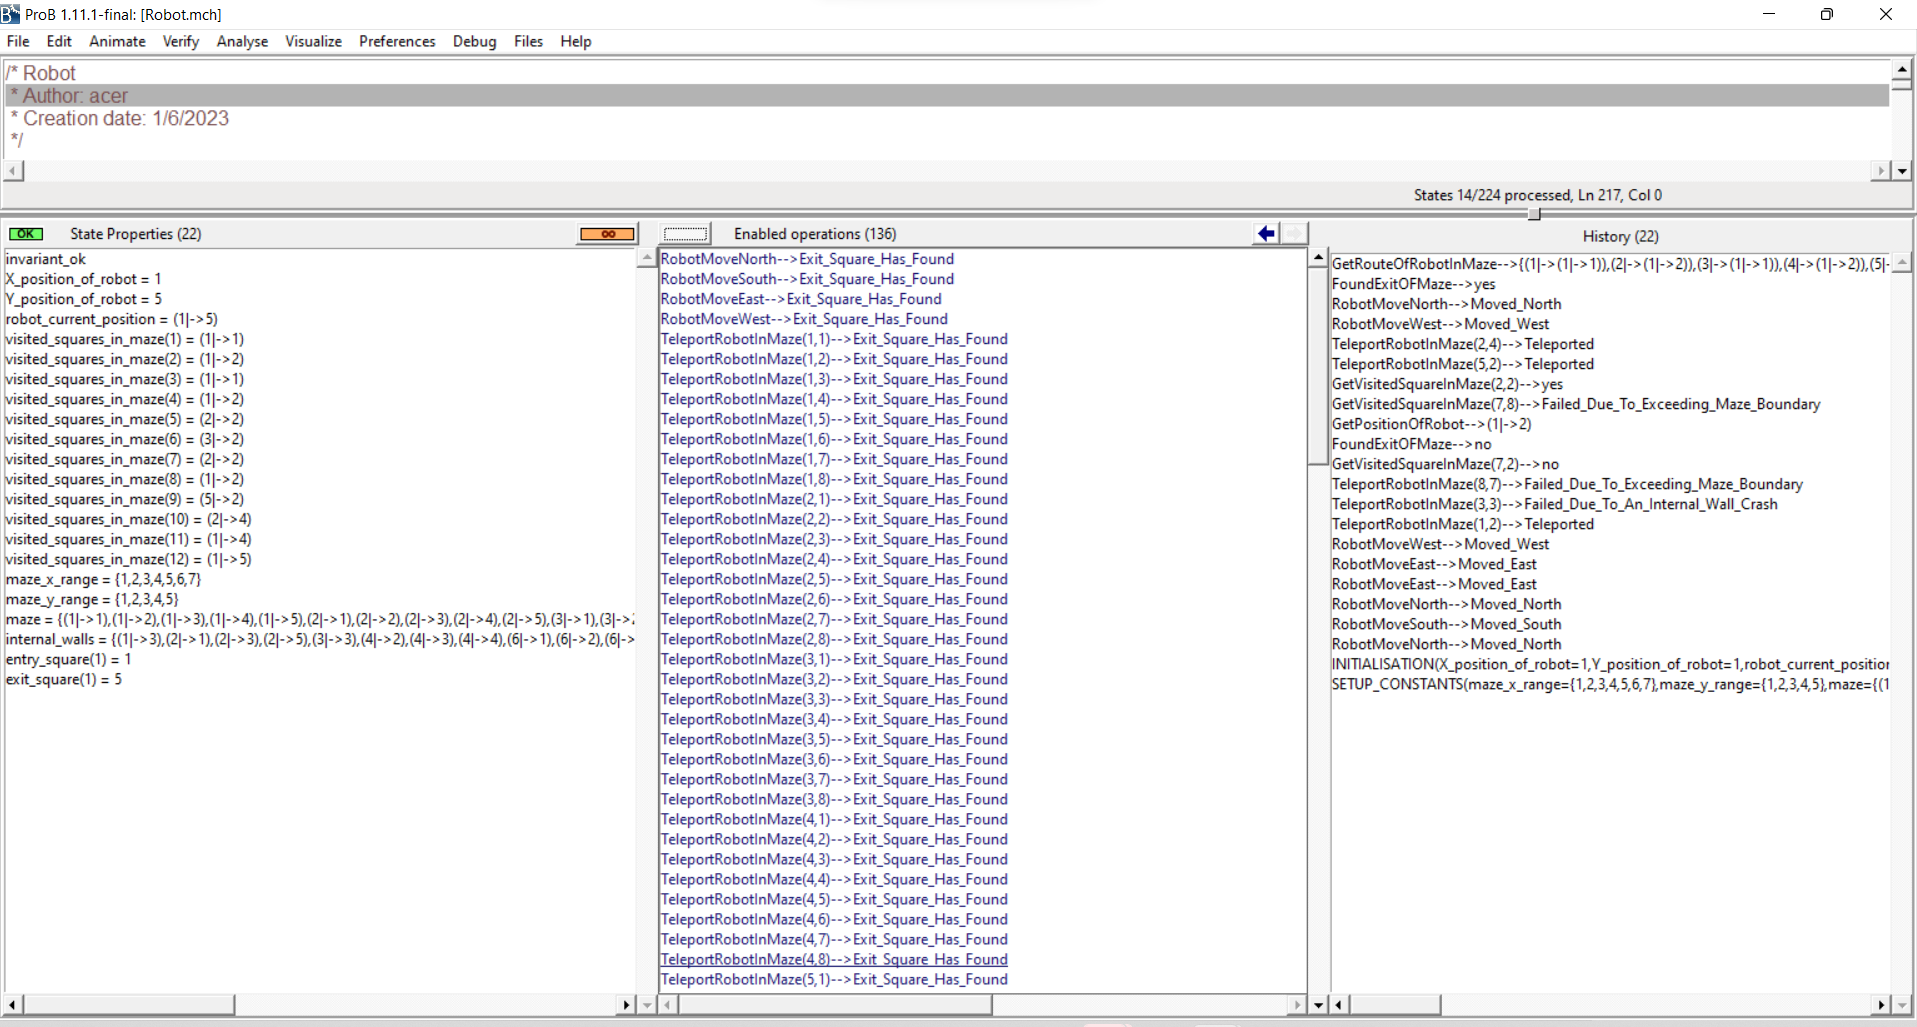 ProB 1.11.1-final: [Robot.mch]
File Edit Animate Verify Analyse Visualize Preferences Debug Files Help
/* Robot
* Author: acer
* Creation date: 1/6/2023
*/
States 14/224 processed, Ln 217, Col 0
OK State Properties (22)
invariant_ok
X_position_of_robot = 1
Y_position_of_robot = 5
robot_current_position = (1|->5)
visited_squares_in_maze(1) = (1|->1)
visited_squares_in_maze(2) = (1|->2)
visited_squares_in_maze(3) = (1|->1)
visited_squares_in_maze(4) = (1|->2)
visited_squares_in_maze(5) = (2|->2)
visited_squares_in_maze(6) = (3|->2)
visited_squares_in_maze(7) = (2|->2)
visited_squares_in_maze(8) = (1|->2)
visited_squares_in_maze(9) = (5|->2)
visited_squares_in_maze(10) = (2|->4)
visited_squares_in_maze(11) = (1|->4)
visited_squares_in_maze(12) = (1|->5)
maze_x_range = {1,2,3,4,5,6,7}
maze_y_range = {1,2,3,4,5}
maze = {(1|->1),(1|->2),(1|->3),(1|->4),(1|->5),(2|->1),(2|->2),(2|->3),(2|->4),(2|->5),(3|->1),(3|->2
internal_walls = {(1|->3),(2|->1),(2|->3),(2|->5),(3|->3),(4|->2),(4|->3),(4|->4),(6|->1),(6|->2),(6|->
entry_square(1) = 1
exit_square(1) = 5
Enabled operations (136)
RobotMoveNorth-->Exit_Square_Has_Found
RobotMoveSouth-->Exit_Square_Has_Found
RobotMoveEast-->Exit_Square_Has_Found
RobotMoveWest-->Exit_Square_Has_Found
TeleportRobotInMaze(1,1)-->Exit_Square_Has_Found
TeleportRobotInMaze(1,2)-->Exit_Square_Has_Found
TeleportRobotInMaze(1,3)-->Exit_Square_Has_Found
TeleportRobotInMaze(1,4)-->Exit_Square_Has_Found
TeleportRobotInMaze(1,5)-->Exit_Square_Has_Found
TeleportRobotInMaze(1,6)-->Exit_Square_Has_Found
TeleportRobotInMaze(1,7)-->Exit_Square_Has_Found
TeleportRobotInMaze(1,8)-->Exit_Square_Has_Found
TeleportRobotInMaze(2,1)-->Exit_Square_Has_Found
TeleportRobotInMaze(2,2)-->Exit_Square_Has_Found
TeleportRobotInMaze(2,3)-->Exit_Square_Has_Found
TeleportRobotInMaze(2,4)-->Exit_Square_Has_Found
TeleportRobotInMaze(2,5)-->Exit_Square_Has_Found
TeleportRobotInMaze(2,6)-->Exit_Square_Has_Found
TeleportRobotInMaze(2,7)-->Exit_Square_Has_Found
TeleportRobotInMaze(2,8)-->Exit_Square_Has_Found
TeleportRobotInMaze(3,1)-->Exit_Square_Has_Found
TeleportRobotInMaze(3,2)-->Exit_Square_Has_Found
TeleportRobotInMaze(3,3)-->Exit_Square_Has_Found
TeleportRobotInMaze(3,4)-->Exit_Square_Has_Found
TeleportRobotInMaze(3,5)-->Exit_Square_Has_Found
TeleportRobotInMaze(3,6)-->Exit_Square_Has_Found
TeleportRobotInMaze(3,7)-->Exit_Square_Has_Found
TeleportRobotInMaze(3,8)-->Exit_Square_Has_Found
TeleportRobotInMaze(4,1)-->Exit_Square_Has_Found
TeleportRobotInMaze(4,2)-->Exit_Square_Has_Found
TeleportRobotInMaze(4,3)-->Exit_Square_Has_Found
TeleportRobotInMaze(4,4)-->Exit_Square_Has_Found
TeleportRobotInMaze(4,5)-->Exit_Square_Has_Found
TeleportRobotInMaze(4,6)-->Exit_Square_Has_Found
TeleportRobotInMaze(4,7)-->Exit_Square_Has_Found
TeleportRobotInMaze(4,8)-->Exit_Square_Has_Found
TeleportRobotInMaze(5,1)-->Exit_Square_Has_Found
History (22)
GetRouteOfRobotInMaze-->{(1|->(1|->1)),(2|->(1|->2)),(3|->(1|->1)),(4|->(1|->2)),(5|-
FoundExitOFMaze-->yes
RobotMoveNorth-->Moved_North
RobotMoveWest-->Moved_West
TeleportRobotInMaze(2,4)-->Teleported
TeleportRobotInMaze(5,2)-->Teleported
GetVisitedSquareInMaze(2,2)-->yes
GetVisitedSquareInMaze(7,8)-->Failed_Due_To_Exceeding_Maze_Boundary
GetPositionOfRobot-->(1|->2)
FoundExitOFMaze-->no
GetVisitedSquareInMaze(7,2)-->no
TeleportRobotInMaze(8,7)-->Failed_Due_To_Exceeding_Maze_Boundary
TeleportRobotInMaze(3,3)-->Failed_Due_To_An_Internal_Wall_Crash
TeleportRobotInMaze(1,2)-->Teleported
RobotMoveWest-->Moved_West
RobotMoveEast-->Moved_East
RobotMoveEast-->Moved_East
RobotMoveNorth-->Moved_North
RobotMoveSouth-->Moved_South
RobotMoveNorth-->Moved_North
INITIALISATION(X_position_of_robot=1,Y_position_of_robot=1,robot_current_position
SETUP_CONSTANTS(maze_x_range={1,2,3,4,5,6,7},maze_y_range={1,2,3,4,5},maze={(1